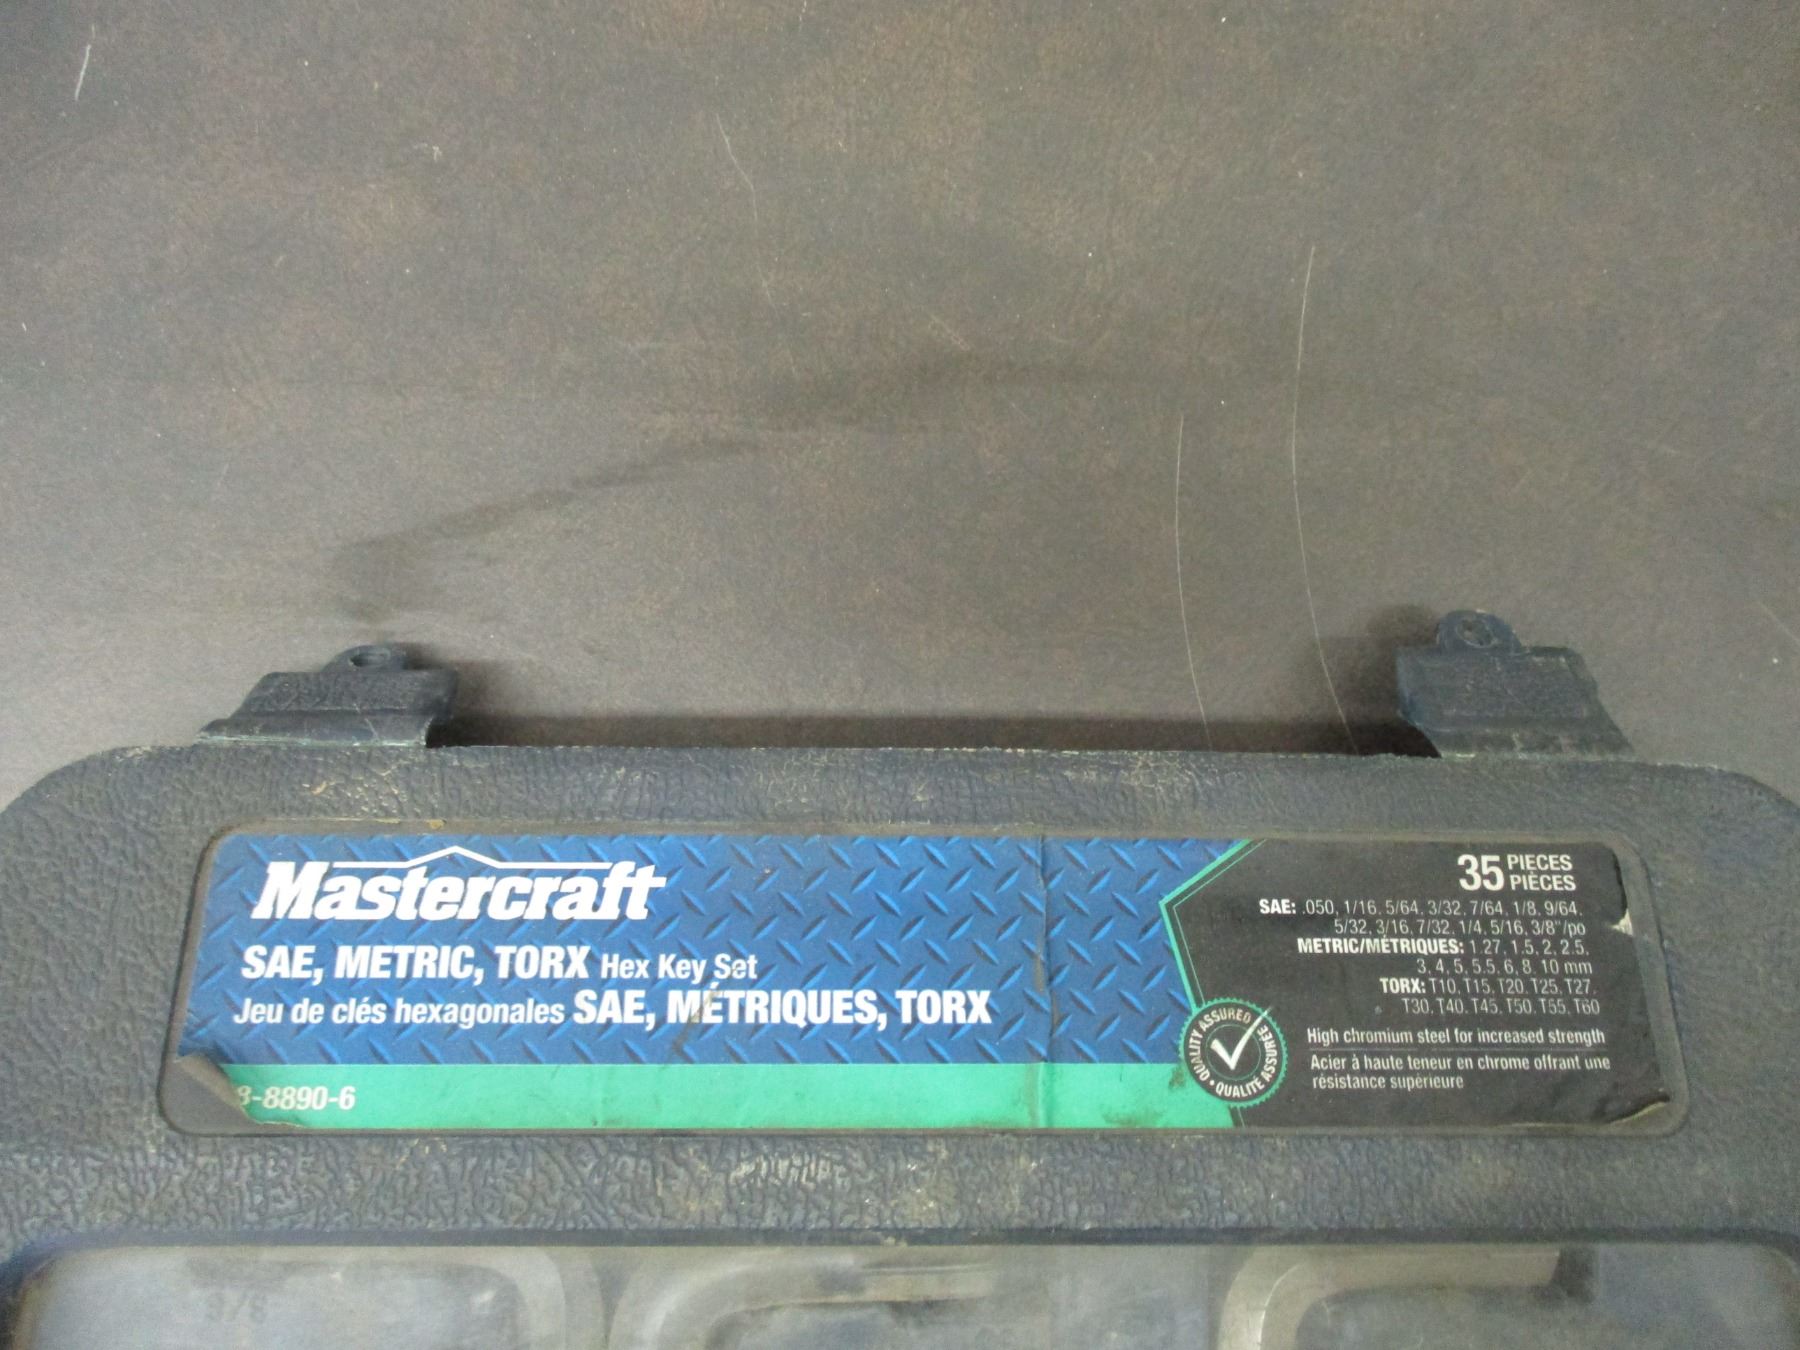 Mastercraft
SAE, METRIC, TORX Hex Key Set
Jeu de clés hexagonales SAE, MÉTRIQUES, TORX
8-8890-6
35 PIECES
PIÈCES
SAE: .050, 1/16, 5/64, 3/32, 7/64, 1/8, 9/64,
5/32, 3/16, 7/32, 1/4, 5/16, 3/8"/po
METRIC/MÉTRIQUES: 1.27, 1.5, 2, 2.5,
3, 4, 5, 5.5, 6, 8, 10 mm
TORX: T10, T15, T20, T25, T27,
T30, T40, T45, T50, T55, T60
QUALITY ASSURED • QUALITÉ ASSURÉE
High chromium steel for increased strength
Acier à haute teneur en chrome offrant une
résistance supérieure
3/8